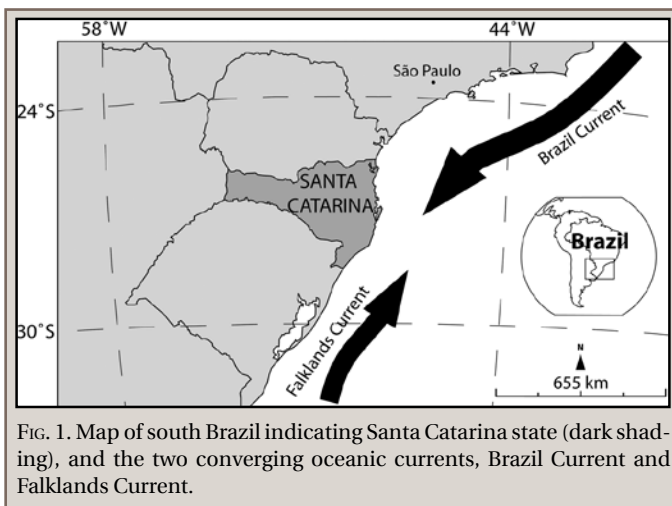 58°W
44°W
São Paulo
24°S
Brazil Current
SANTA
CATARINA
Brazil
30°S
Falklands Current
N
655 km
FIG. 1. Map of south Brazil indicating Santa Catarina state (dark shad-
ing), and the two converging oceanic currents, Brazil Current and
Falklands Current.